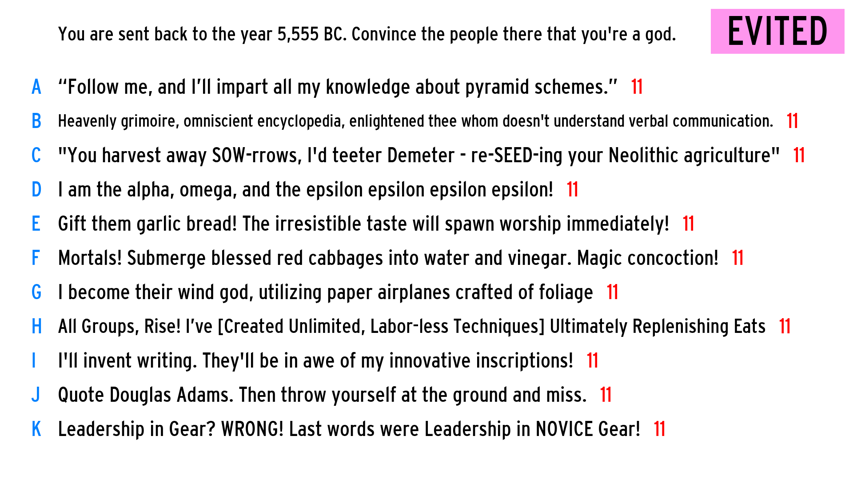 You are sent back to the year 5,555 BC. Convince the people there that you're a god.
EVITED
A “Follow me, and I’ll impart all my knowledge about pyramid schemes.” 11
B Heavenly grimoire, omniscient encyclopedia, enlightened thee whom doesn't understand verbal communication. 11
C "You harvest away SOW-rrows, I'd teeter Demeter - re-SEED-ing your Neolithic agriculture" 11
D I am the alpha, omega, and the epsilon epsilon epsilon epsilon! 11
E Gift them garlic bread! The irresistible taste will spawn worship immediately! 11
F Mortals! Submerge blessed red cabbages into water and vinegar. Magic concoction! 11
G I become their wind god, utilizing paper airplanes crafted of foliage 11
H All Groups, Rise! I’ve [Created Unlimited, Labor-less Techniques] Ultimately Replenishing Eats 11
I I'll invent writing. They'll be in awe of my innovative inscriptions! 11
J Quote Douglas Adams. Then throw yourself at the ground and miss. 11
K Leadership in Gear? WRONG! Last words were Leadership in NOVICE Gear! 11